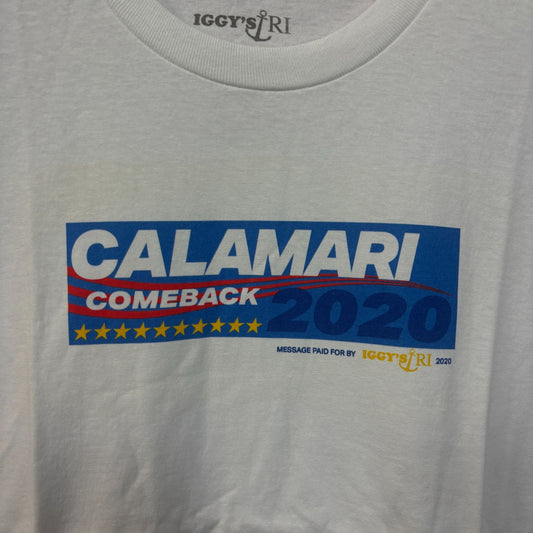 IGGY'S RI
CALAMARI
COMEBACK 2020
MESSAGE PAID FOR BY IGGY'S RI 2020